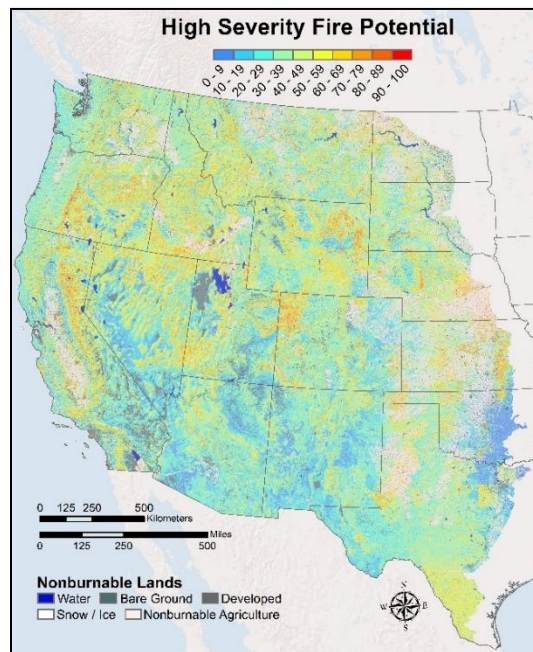 High Severity Fire Potential
0 - 9
10 - 19
20 - 29
30 - 39
40 - 49
50 - 59
60 - 69
70 - 79
80 - 89
90 - 100
0 125 250 500
Kilometers
0 125 250 500
Miles
Nonburnable Lands
Water Bare Ground Developed
Snow / Ice Nonburnable Agriculture
N
W E
S